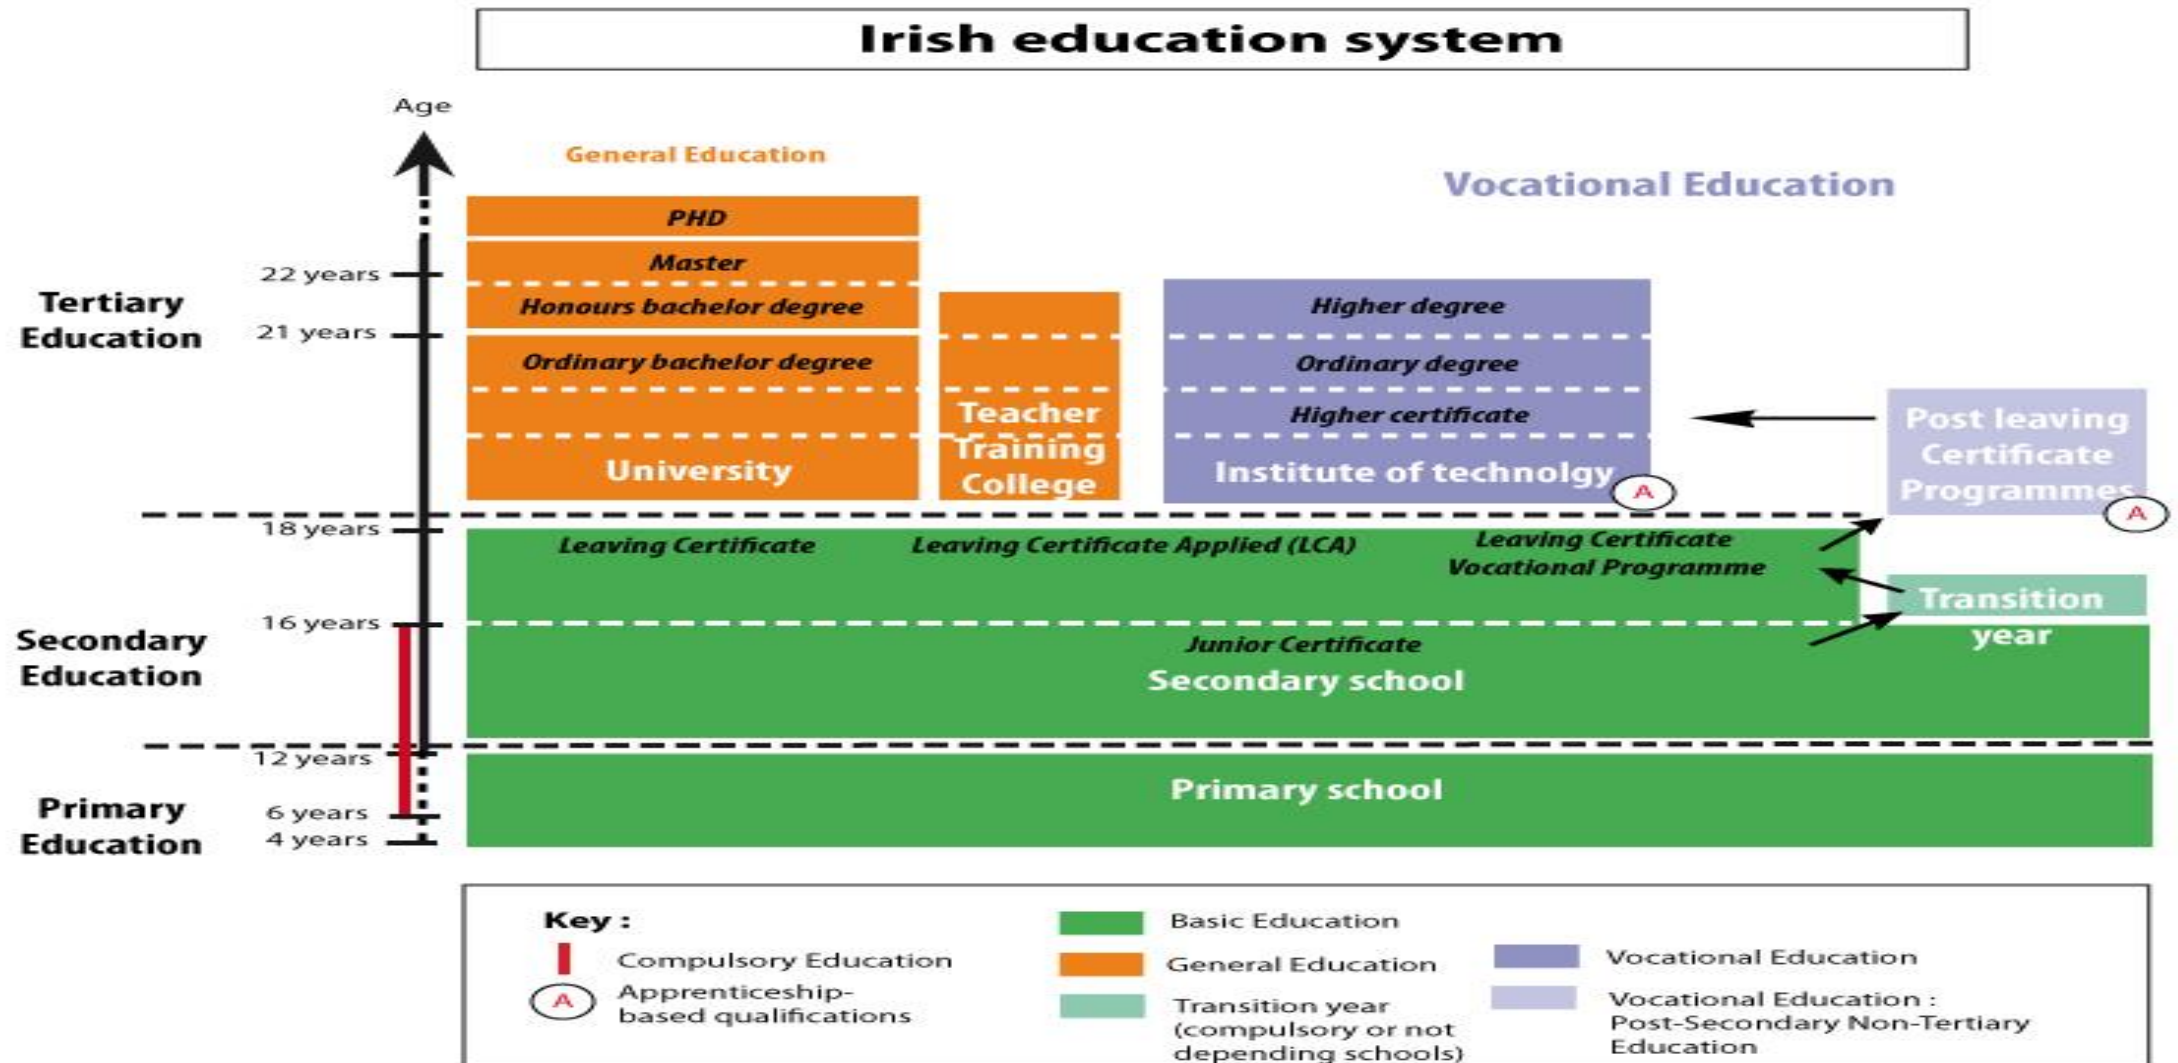 Irish education system
Age
General Education
Vocational Education
PHD
Master
22 years
Tertiary
Education
Honours bachelor degree
Higher degree
21 years
Ordinary bachelor degree
Ordinary degree
Teacher
Training
College
Higher certificate
Post leaving
Certificate
Programmes
University
Institute of technolgy
A
A
18 years
Leaving Certificate
Leaving Certificate Applied (LCA)
Leaving Certificate
Vocational Programme
Transition
year
16 years
Secondary
Education
Junior Certificate
Secondary school
12 years
Primary school
Primary
Education
6 years
4 years
Key :
Compulsory Education
A
Apprenticeship-
based qualifications
Basic Education
General Education
Transition year
(compulsory or not
depending schools)
Vocational Education
Vocational Education :
Post-Secondary Non-Tertiary
Education